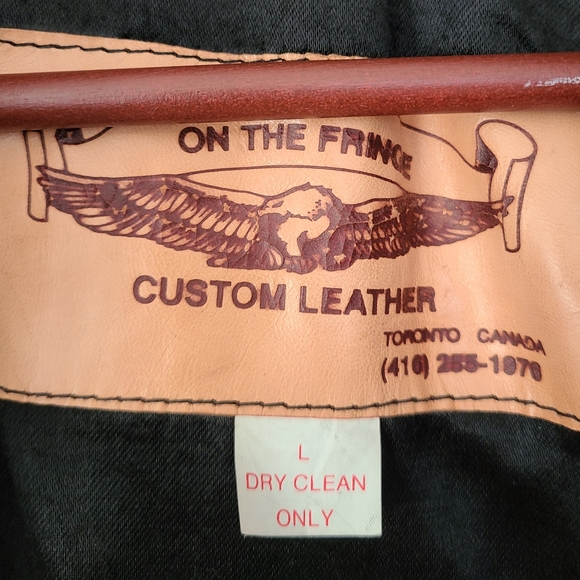 ON THE FRINGE
CUSTOM LEATHER
TORONTO CANADA
(416) 255-1976
L
DRY CLEAN
ONLY